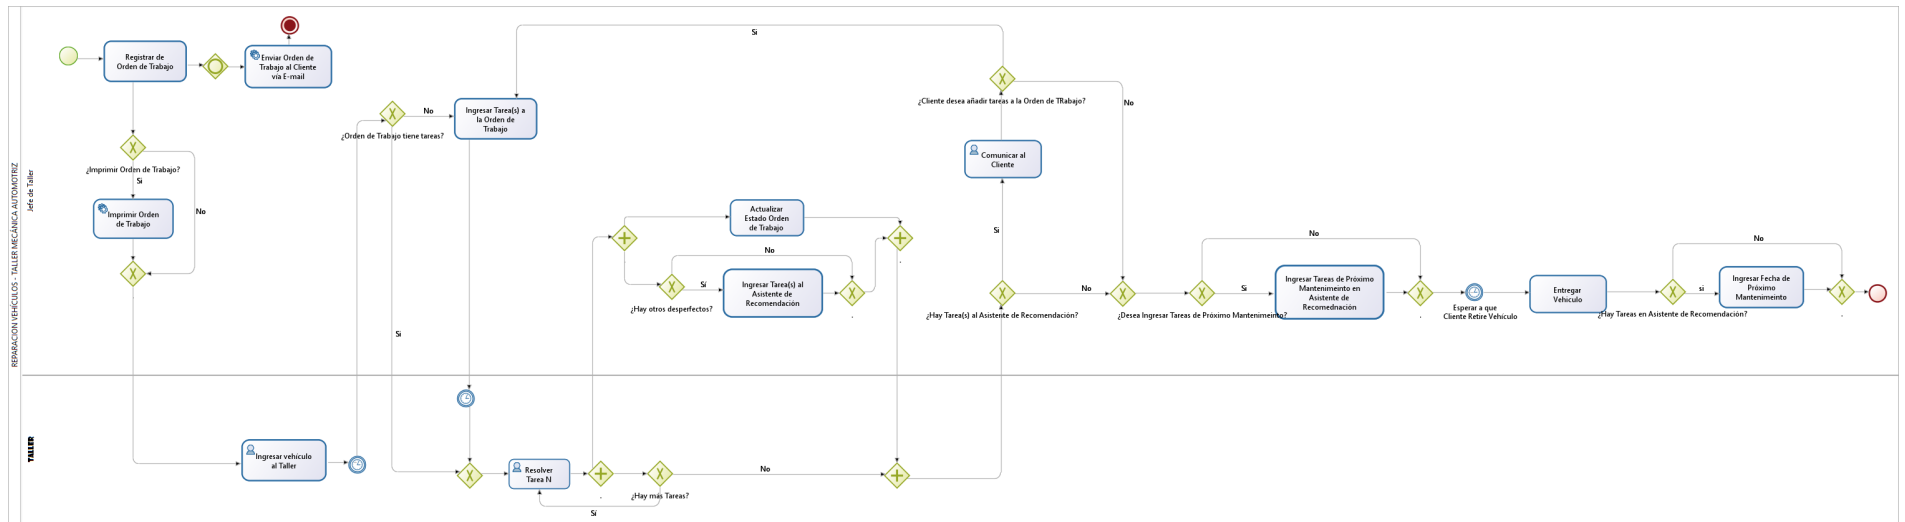 REPARACION VEHÍCULOS - TALLER MECÁNICA AUTOMOTRIZ
Jefe de Taller
Registrar de
Orden de Trabajo
Enviar Orden de
Trabajo al Cliente
vía E-mail
¿Imprimir Orden de Trabajo?
Si
No
Imprimir Orden
de Trabajo
¿Orden de Trabajo tiene tareas?
No
Si
Ingresar Tarea(s) a
la Orden de
Trabajo
Si
¿Cliente desea añadir tareas a la Orden de TRabajo?
No
Comunicar al
Cliente
Si
Actualizar
Estado Orden
de Trabajo
No
¿Hay otros desperfectos?
Sí
Ingresar Tarea(s) al
Asistente de
Recomendación
¿Hay Tarea(s) al Asistente de Recomendación?
No
¿Desea Ingresar Tareas de Próximo Mantenimeinto?
No
Si
Ingresar Tareas de Próximo
Mantenimeinto en
Asistente de
Recomednación
Esperar a que
Cliente Retire Vehículo
Entregar
Vehiculo
¿Hay Tareas en Asistente de Recomendación?
No
si
Ingresar Fecha de
Próximo
Mantenimeinto
TALLER
Ingresar vehículo
al Taller
Resolver
Tarea N
¿Hay más Tareas?
No
Sí